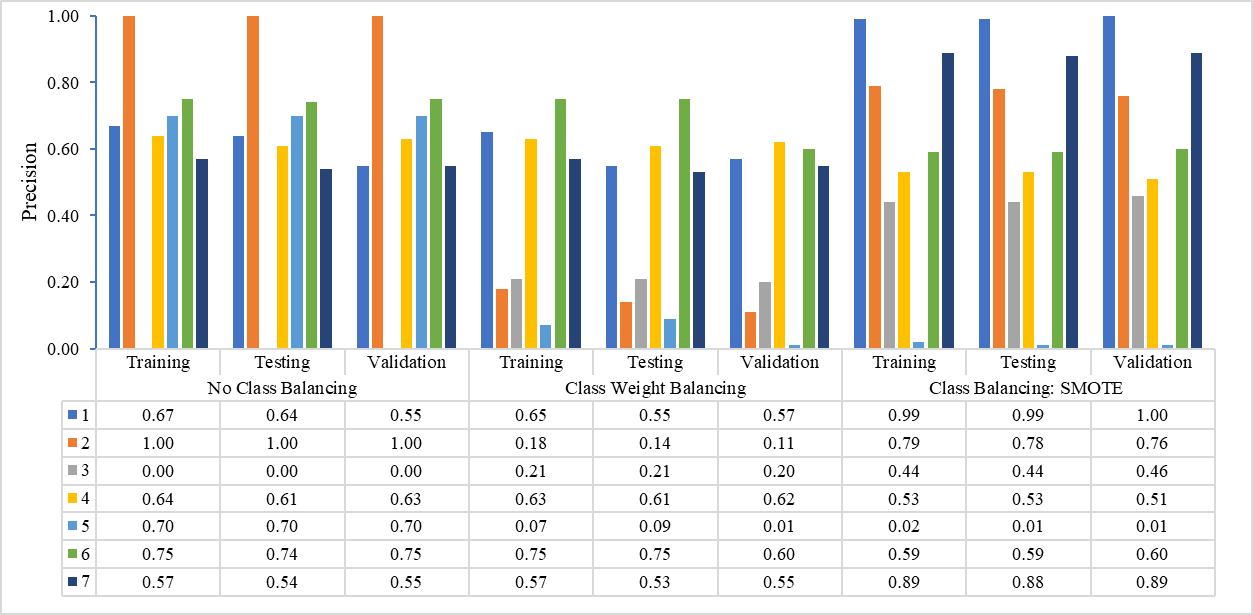 1.00
0.80
0.60
0.40
0.20
0.00
Precision
Training Testing Validation Training Testing Validation Training Testing Validation
No Class Balancing Class Weight Balancing Class Balancing: SMOTE
1 0.67 0.64 0.55 0.65 0.55 0.57 0.99 0.99 1.00
2 1.00 1.00 1.00 0.18 0.14 0.11 0.79 0.78 0.76
3 0.00 0.00 0.00 0.21 0.21 0.20 0.44 0.44 0.46
4 0.64 0.61 0.63 0.63 0.61 0.62 0.53 0.53 0.51
5 0.70 0.70 0.70 0.07 0.09 0.01 0.02 0.01 0.01
6 0.75 0.74 0.75 0.75 0.75 0.60 0.59 0.59 0.60
7 0.57 0.54 0.55 0.57 0.53 0.55 0.89 0.88 0.89